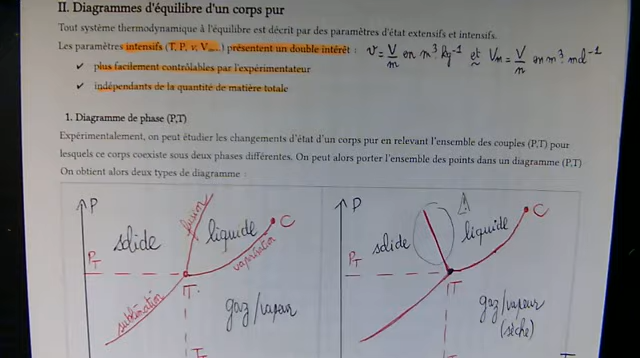 II. Diagrammes d'équilibre d'un corps pur
Tout système thermodynamique à l'équilibre est décrit par des paramètres d'état extensifs et intensifs.
Les paramètres intensifs (T, P, v, Vm...) présentent un double intérêt : v = V/m en m³.kg⁻¹ et Vm = V/n en m³.mol⁻¹
✓ plus facilement contrôlables par l'expérimentateur
✓ indépendants de la quantité de matière totale
1. Diagramme de phase (P,T)
Expérimentalement, on peut étudier les changements d'état d'un corps pur en relevant l'ensemble des couples (P,T) pour
lesquels ce corps coexiste sous deux phases différentes. On peut alors porter l'ensemble des points dans un diagramme (P,T)
On obtient alors deux types de diagramme :
P
solide
fusion
liquide
C
vaporisation
PT
T
sublimation
gaz/vapeur
P
solide
liquide
C
PT
T
gaz/vapeur
(sèche)